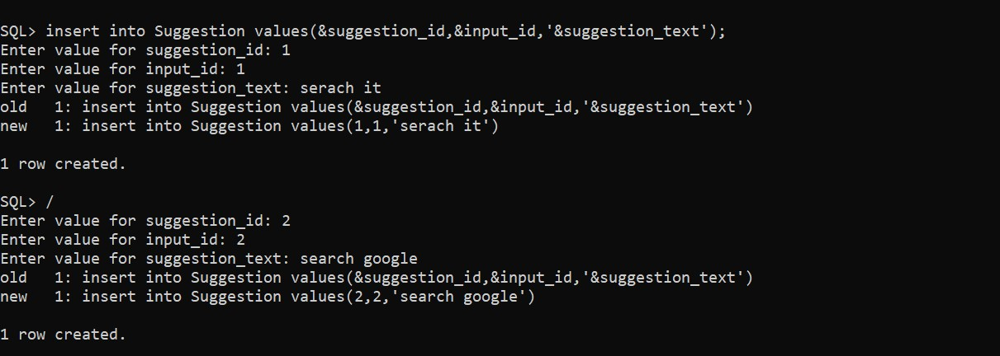 SQL> insert into Suggestion values(&suggestion_id,&input_id,'&suggestion_text');
Enter value for suggestion_id: 1
Enter value for input_id: 1
Enter value for suggestion_text: serach it
old   1: insert into Suggestion values(&suggestion_id,&input_id,'&suggestion_text')
new   1: insert into Suggestion values(1,1,'serach it')
1 row created.
SQL> /
Enter value for suggestion_id: 2
Enter value for input_id: 2
Enter value for suggestion_text: search google
old   1: insert into Suggestion values(&suggestion_id,&input_id,'&suggestion_text')
new   1: insert into Suggestion values(2,2,'search google')
1 row created.